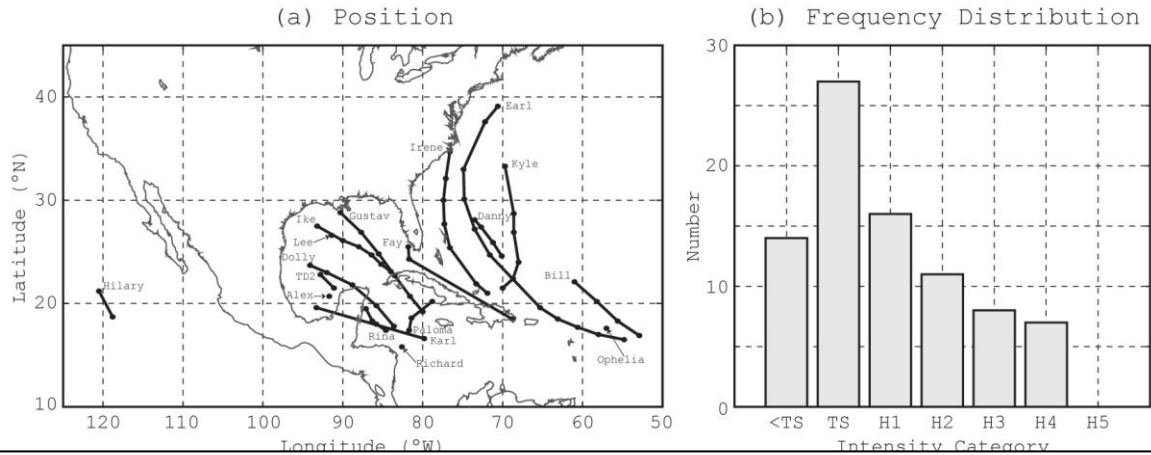 (a) Position
(b) Frequency Distribution
Latitude (°N)
40
30
20
10
Earl
Irene
Kyle
Ike
Gustav
Danny
Lee
Fay
Dolly
TD2
Bill
Hilary
Alex
Rina
Paloma
Karl
Richard
Ophelia
120 110 100 90 80 70 60 50
Longitude (°W)
Number
30
20
10
0
<TS TS H1 H2 H3 H4 H5
Intensity Category